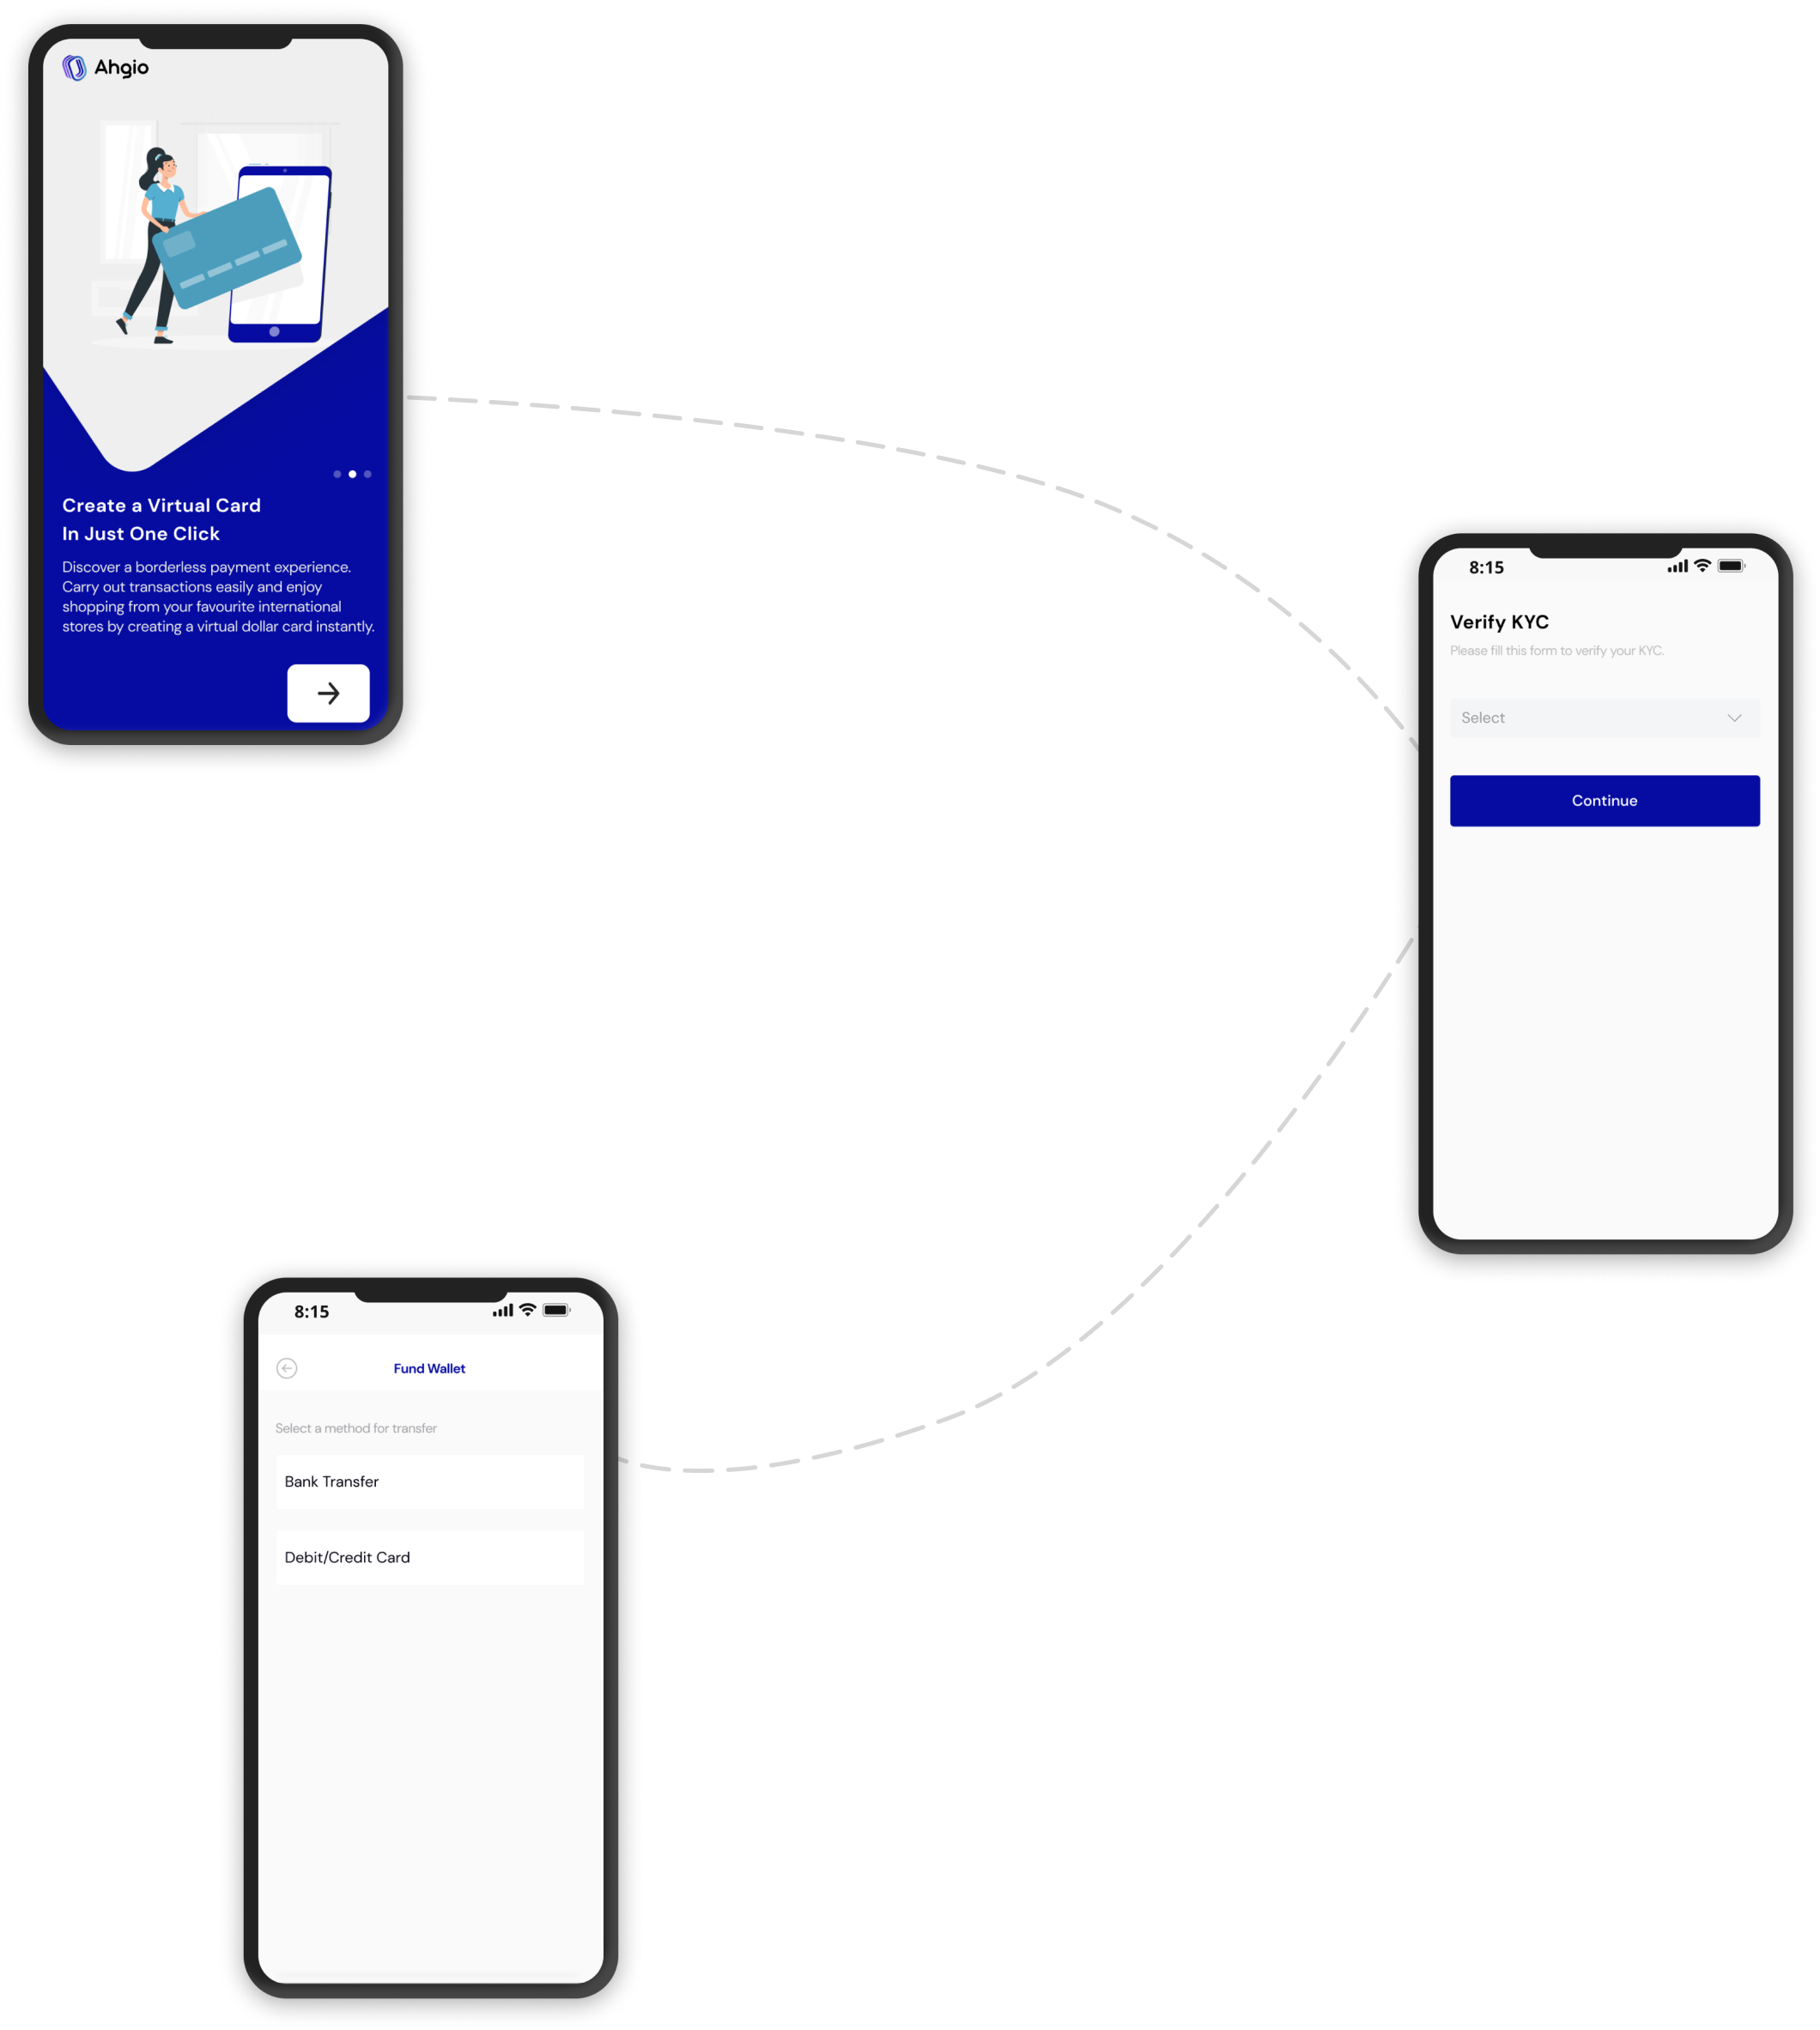 Ahgio
Create a Virtual Card
In Just One Click
Discover a borderless payment experience.
Carry out transactions easily and enjoy
shopping from your favourite international
stores by creating a virtual dollar card instantly.
8:15
Verify KYC
Please fill this form to verify your KYC.
Select
Continue
8:15
Fund Wallet
Select a method for transfer
Bank Transfer
Debit/Credit Card